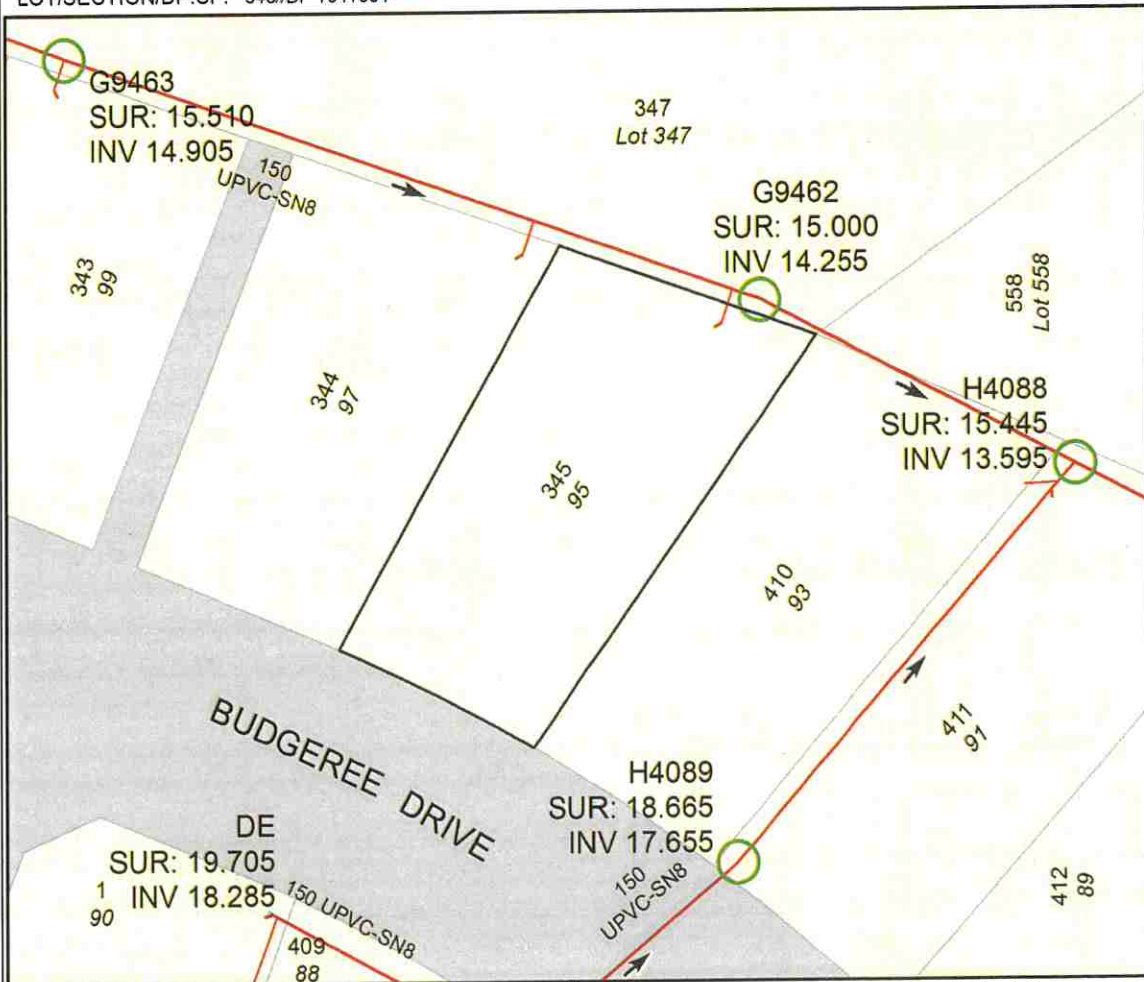 G9463
SUR: 15.510
INV 14.905
150
UPVC-SN8
347
Lot 347
G9462
SUR: 15.000
INV 14.255
558
Lot 558
343
99
344
97
H4088
SUR: 15.445
INV 13.595
345
95
410
93
411
91
BUDGEREE DRIVE
H4089
SUR: 18.665
INV 17.655
150
UPVC-SN8
412
89
DE
SUR: 19.705
INV 18.285
1
90
150 UPVC-SN8
409
88